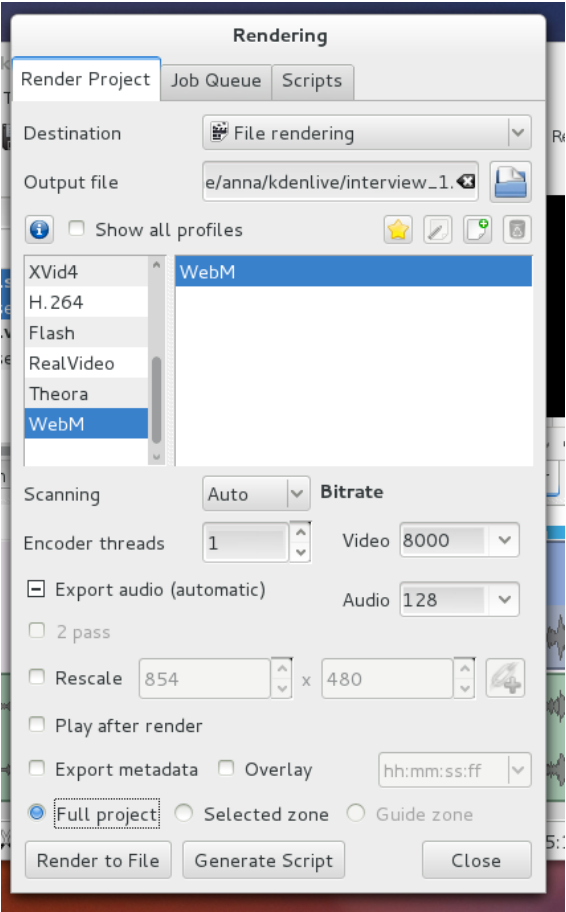 Rendering
Render Project Job Queue Scripts
Destination File rendering
Output file e/anna/kdenlive/interview_1.
Show all profiles
XVid4 WebM
H.264
Flash
RealVideo
Theora
WebM
Scanning Auto Bitrate
Encoder threads 1 Video 8000
Export audio (automatic) Audio 128
2 pass
Rescale 854 x 480
Play after render
Export metadata Overlay hh:mm:ss:ff
Full project Selected zone Guide zone
Render to File Generate Script Close